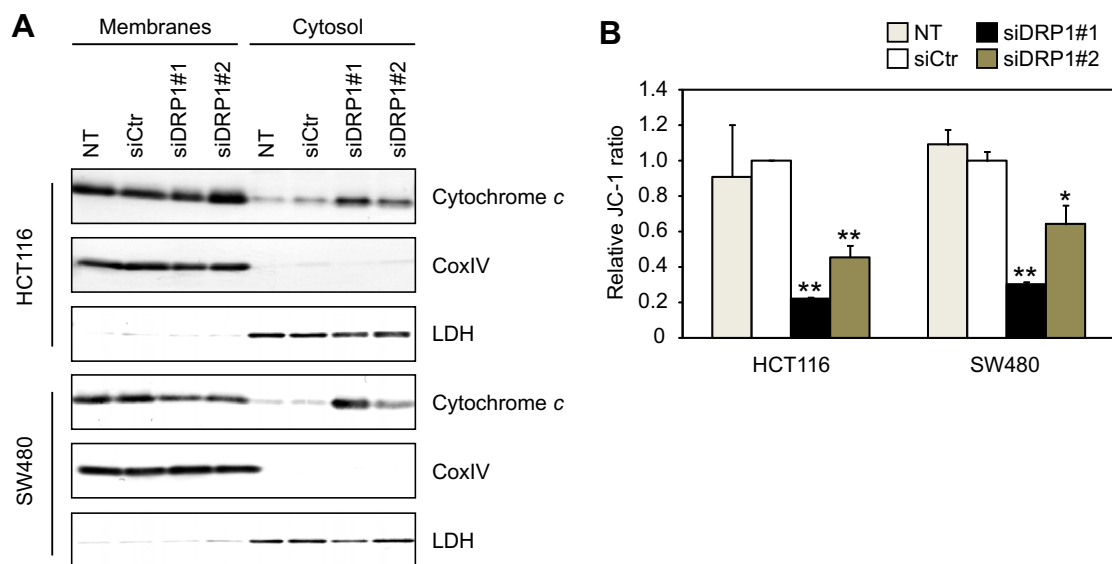 A
Membranes Cytosol
NT siCtr siDRP1#1 siDRP1#2 NT siCtr siDRP1#1 siDRP1#2
HCT116
Cytochrome c
CoxIV
LDH
SW480
Cytochrome c
CoxIV
LDH
B
NT siDRP1#1
siCtr siDRP1#2
Relative JC-1 ratio
1.4
1.2
1.0
0.8
0.6
0.4
0.2
0
** ** ** *
HCT116 SW480